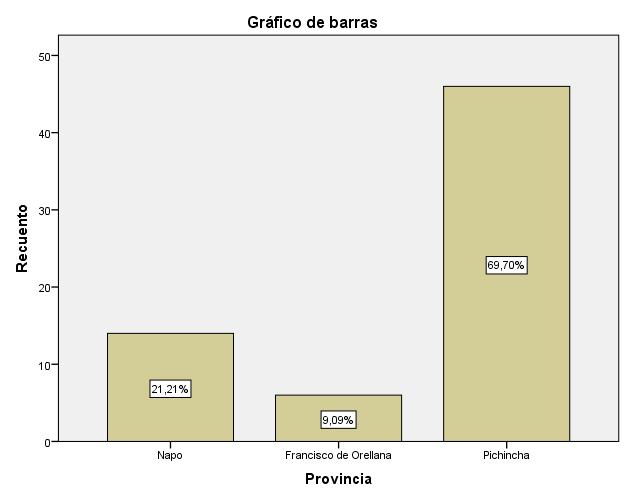 Gráfico de barras
50
40
30
20
10
0
Recuento
21,21%
9,09%
69,70%
Napo
Francisco de Orellana
Pichincha
Provincia